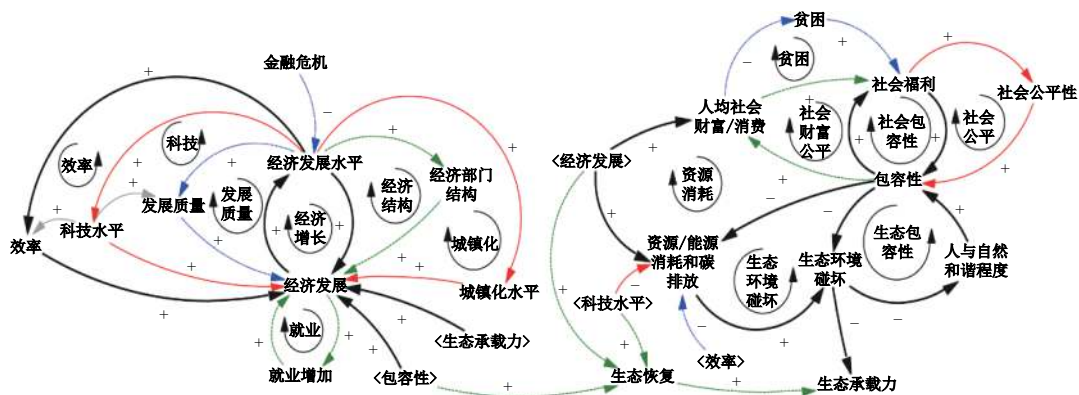 贫困
贫困
金融危机
社会福利
社会公平性
人均社会
财富/消费
社会
财富
公平
社会包
容性
社会
公平
科技
效率
经济发展水平
<经济发展>
经济部门
结构
资源
消耗
包容性
发展质量
发展
质量
经济
结构
经济
增长
科技水平
效率
城镇化
资源/能源
消耗和碳
排放
生态
环境
碰坏
生态环境
碰坏
生态包
容性
人与自然
和谐程度
经济发展
城镇化水平
<科技水平>
就业
<生态承载力>
<效率>
就业增加
<包容性>
生态恢复
生态承载力